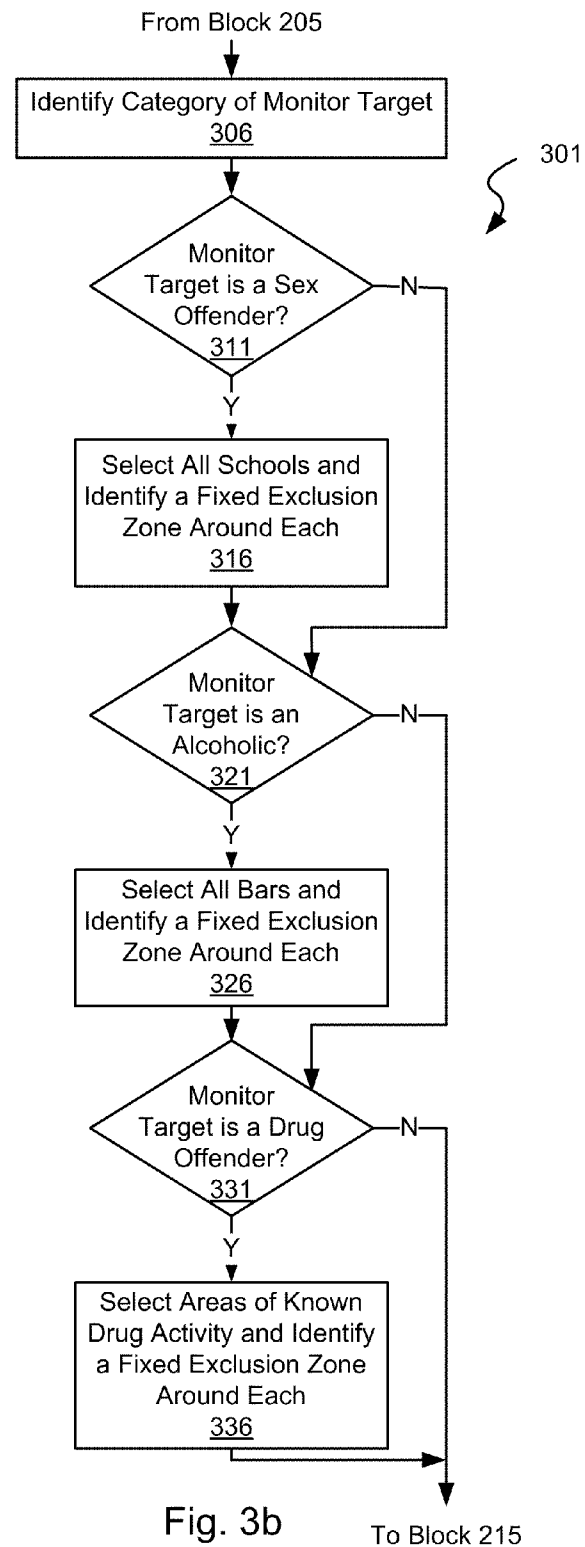 From Block 205
Identify Category of Monitor Target
306
301
Monitor
Target is a Sex
Offender?
311
N
Y
Select All Schools and
Identify a Fixed Exclusion
Zone Around Each
316
Monitor
Target is an
Alcoholic?
321
N
Y
Select All Bars and
Identify a Fixed Exclusion
Zone Around Each
326
Monitor
Target is a Drug
Offender?
331
N
Y
Select Areas of Known
Drug Activity and Identify
a Fixed Exclusion Zone
Around Each
336
Fig. 3b
To Block 215